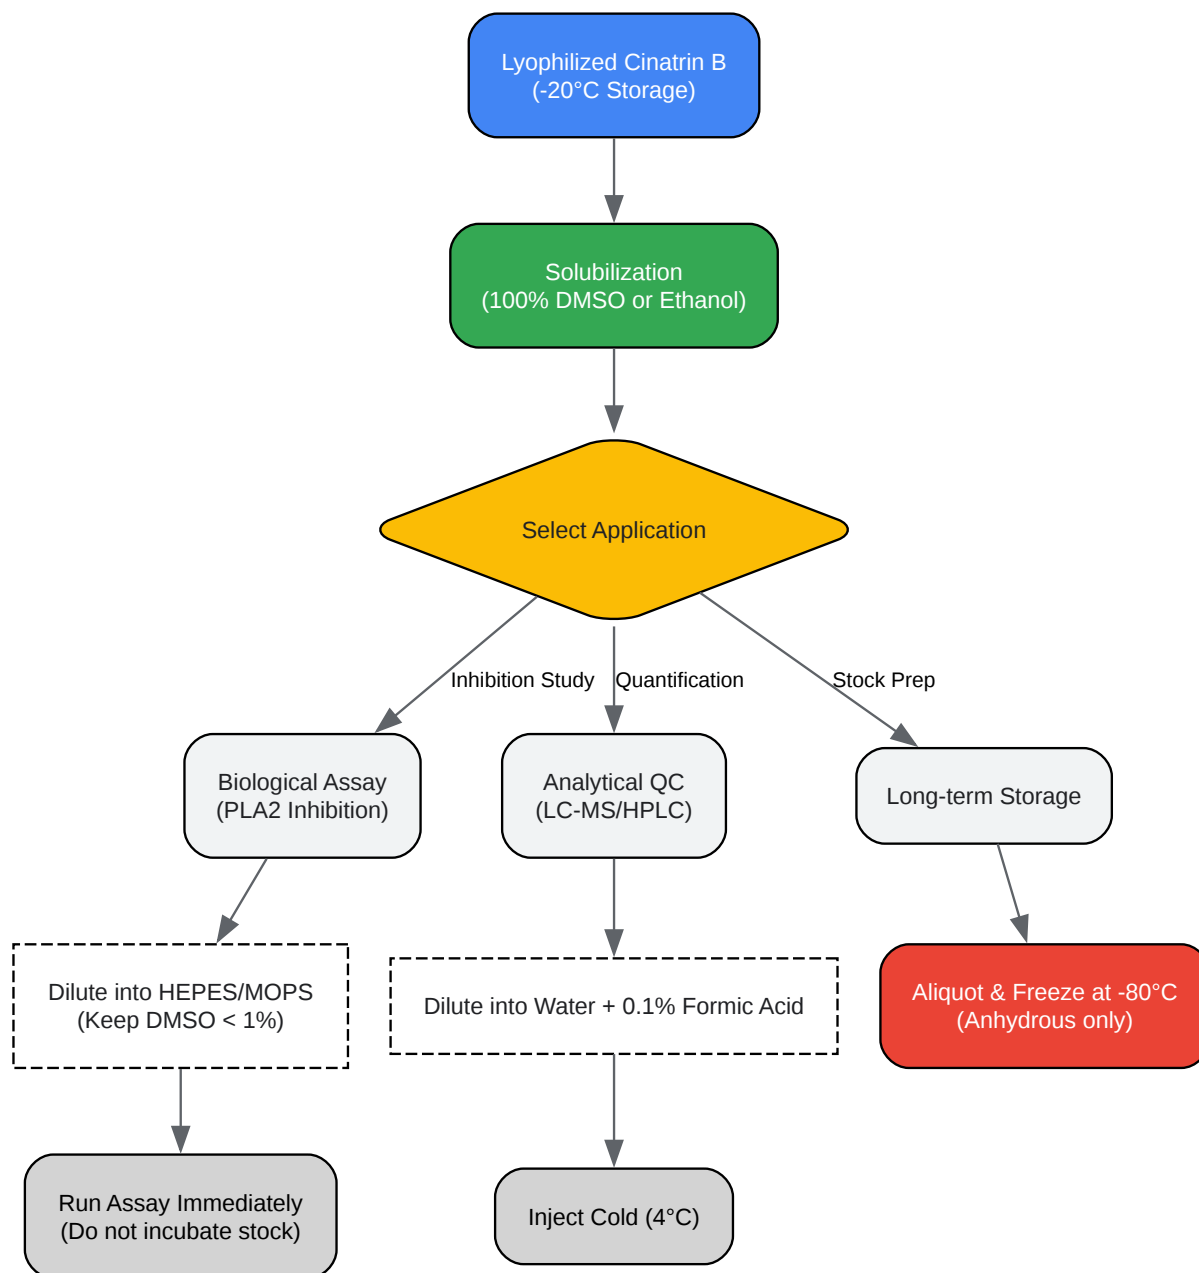 Lyophilized Cinatrin B
(-20°C Storage)
Solubilization
(100% DMSO or Ethanol)
Select Application
Inhibition Study
Quantification
Stock Prep
Biological Assay
(PLA2 Inhibition)
Analytical QC
(LC-MS/HPLC)
Long-term Storage
Dilute into HEPES/MOPS
(Keep DMSO < 1%)
Dilute into Water + 0.1% Formic Acid
Aliquot & Freeze at -80°C
(Anhydrous only)
Run Assay Immediately
(Do not incubate stock)
Inject Cold (4°C)